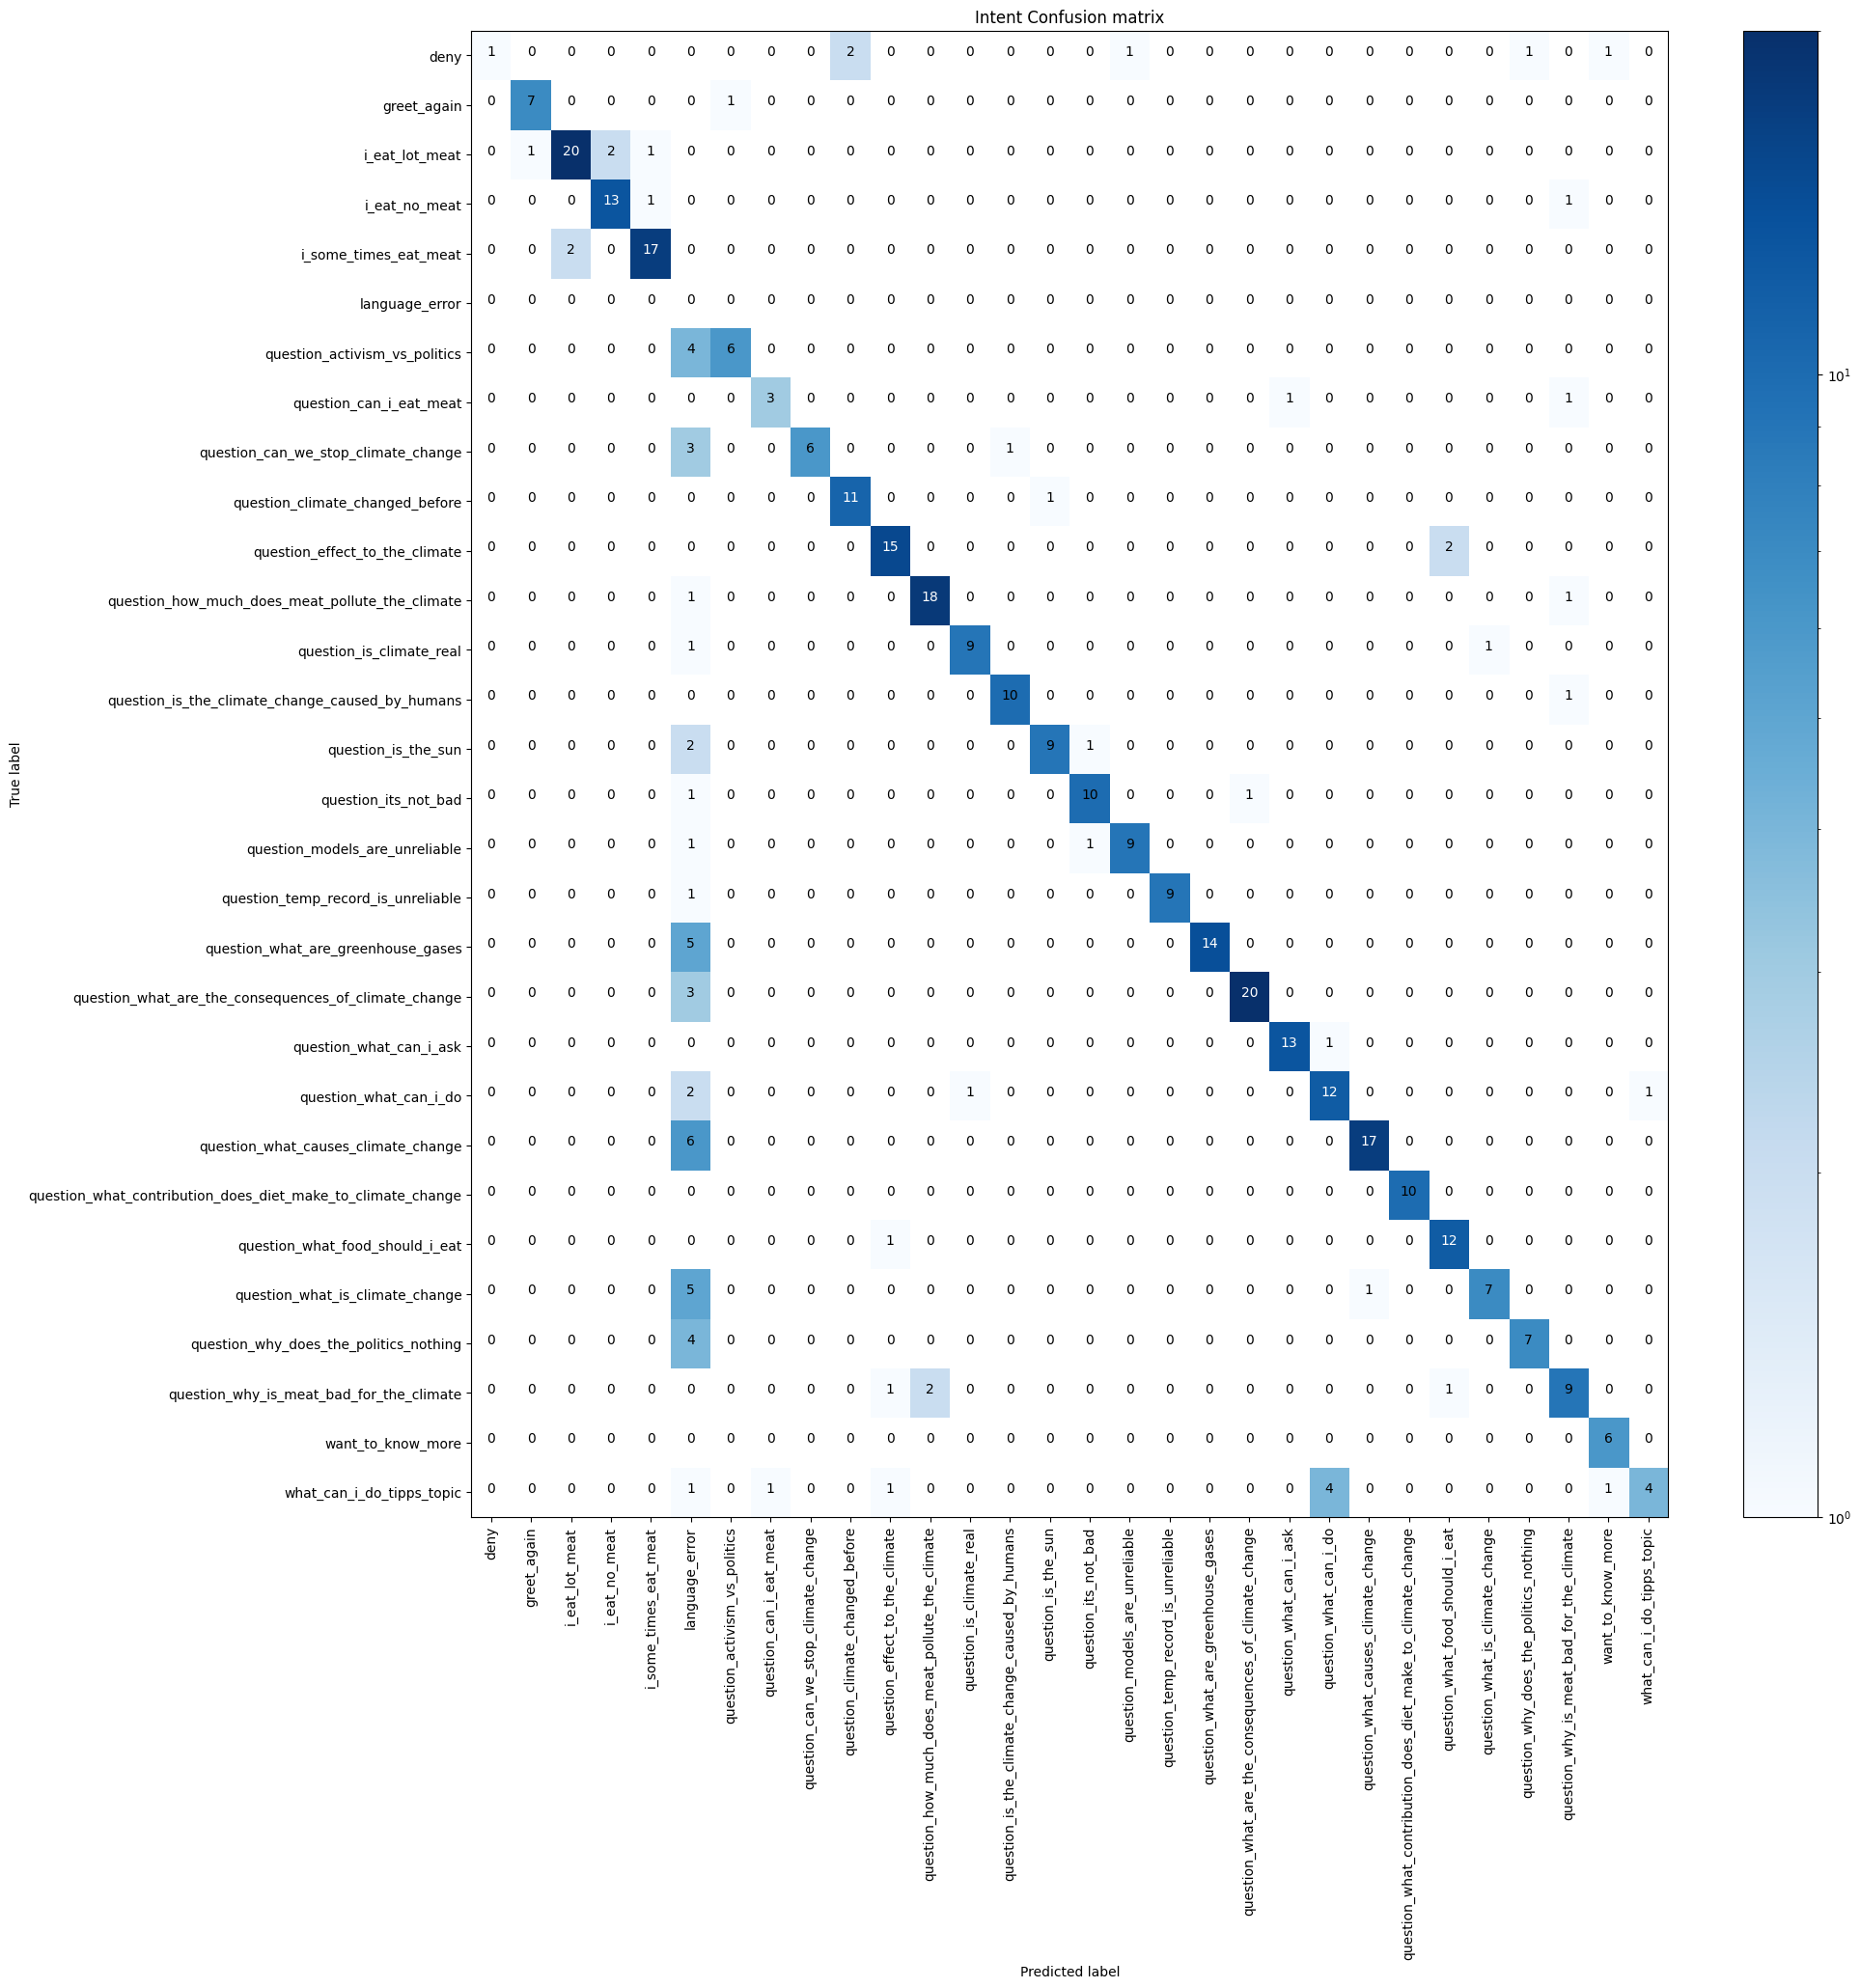 Intent Confusion matrix
deny 1 0 0 0 0 0 0 0 0 2 0 0 0 0 0 0 1 0 0 0 0 0 0 0 0 0 1 0 1 0
greet_again 0 7 0 0 0 0 1 0 0 0 0 0 0 0 0 0 0 0 0 0 0 0 0 0 0 0 0 0 0 0
i_eat_lot_meat 0 1 20 2 1 0 0 0 0 0 0 0 0 0 0 0 0 0 0 0 0 0 0 0 0 0 0 0 0 0
i_eat_no_meat 0 0 0 13 1 0 0 0 0 0 0 0 0 0 0 0 0 0 0 0 0 0 0 0 0 0 0 1 0 0
i_some_times_eat_meat 0 0 2 0 17 0 0 0 0 0 0 0 0 0 0 0 0 0 0 0 0 0 0 0 0 0 0 0 0 0
language_error 0 0 0 0 0 0 0 0 0 0 0 0 0 0 0 0 0 0 0 0 0 0 0 0 0 0 0 0 0 0
question_activism_vs_politics 0 0 0 0 0 4 6 0 0 0 0 0 0 0 0 0 0 0 0 0 0 0 0 0 0 0 0 0 0 0
question_can_i_eat_meat 0 0 0 0 0 0 0 3 0 0 0 0 0 0 0 0 0 0 0 0 1 0 0 0 0 0 0 1 0 0
question_can_we_stop_climate_change 0 0 0 0 0 3 0 0 6 0 0 0 0 1 0 0 0 0 0 0 0 0 0 0 0 0 0 0 0 0
question_climate_changed_before 0 0 0 0 0 0 0 0 0 11 0 0 0 0 1 0 0 0 0 0 0 0 0 0 0 0 0 0 0 0
question_effect_to_the_climate 0 0 0 0 0 0 0 0 0 0 15 0 0 0 0 0 0 0 0 0 0 0 0 0 2 0 0 0 0 0
question_how_much_does_meat_pollute_the_climate 0 0 0 0 0 1 0 0 0 0 0 18 0 0 0 0 0 0 0 0 0 0 0 0 0 0 0 1 0 0
question_is_climate_real 0 0 0 0 0 1 0 0 0 0 0 0 9 0 0 0 0 0 0 0 0 0 0 0 0 1 0 0 0 0
question_is_the_climate_change_caused_by_humans 0 0 0 0 0 0 0 0 0 0 0 0 0 10 0 0 0 0 0 0 0 0 0 0 0 0 0 1 0 0
question_is_the_sun 0 0 0 0 0 2 0 0 0 0 0 0 0 0 9 1 0 0 0 0 0 0 0 0 0 0 0 0 0 0
question_its_not_bad 0 0 0 0 0 1 0 0 0 0 0 0 0 0 0 10 0 0 0 1 0 0 0 0 0 0 0 0 0 0
question_models_are_unreliable 0 0 0 0 0 1 0 0 0 0 0 0 0 0 0 1 9 0 0 0 0 0 0 0 0 0 0 0 0 0
question_temp_record_is_unreliable 0 0 0 0 0 1 0 0 0 0 0 0 0 0 0 0 0 9 0 0 0 0 0 0 0 0 0 0 0 0
question_what_are_greenhouse_gases 0 0 0 0 0 5 0 0 0 0 0 0 0 0 0 0 0 0 14 0 0 0 0 0 0 0 0 0 0 0
question_what_are_the_consequences_of_climate_change 0 0 0 0 0 3 0 0 0 0 0 0 0 0 0 0 0 0 0 20 0 0 0 0 0 0 0 0 0 0
question_what_can_i_ask 0 0 0 0 0 0 0 0 0 0 0 0 0 0 0 0 0 0 0 0 13 1 0 0 0 0 0 0 0 0
question_what_can_i_do 0 0 0 0 0 2 0 0 0 0 0 0 1 0 0 0 0 0 0 0 0 12 0 0 0 0 0 0 0 1
question_what_causes_climate_change 0 0 0 0 0 6 0 0 0 0 0 0 0 0 0 0 0 0 0 0 0 0 17 0 0 0 0 0 0 0
question_what_contribution_does_diet_make_to_climate_change 0 0 0 0 0 0 0 0 0 0 0 0 0 0 0 0 0 0 0 0 0 0 0 10 0 0 0 0 0 0
question_what_food_should_i_eat 0 0 0 0 0 0 0 0 0 0 1 0 0 0 0 0 0 0 0 0 0 0 0 0 12 0 0 0 0 0
question_what_is_climate_change 0 0 0 0 0 5 0 0 0 0 0 0 0 0 0 0 0 0 0 0 0 0 1 0 0 7 0 0 0 0
question_why_does_the_politics_nothing 0 0 0 0 0 4 0 0 0 0 0 0 0 0 0 0 0 0 0 0 0 0 0 0 0 0 7 0 0 0
question_why_is_meat_bad_for_the_climate 0 0 0 0 0 0 0 0 0 0 1 2 0 0 0 0 0 0 0 0 0 0 0 0 1 0 0 9 0 0
want_to_know_more 0 0 0 0 0 0 0 0 0 0 0 0 0 0 0 0 0 0 0 0 0 0 0 0 0 0 0 0 6 0
what_can_i_do_tipps_topic 0 0 0 0 0 1 0 1 0 0 1 0 0 0 0 0 0 0 0 0 0 4 0 0 0 0 0 0 1 4
True label
deny
greet_again
i_eat_lot_meat
i_eat_no_meat
i_some_times_eat_meat
language_error
question_activism_vs_politics
question_can_i_eat_meat
question_can_we_stop_climate_change
question_climate_changed_before
question_effect_to_the_climate
question_how_much_does_meat_pollute_the_climate
question_is_climate_real
question_is_the_climate_change_caused_by_humans
question_is_the_sun
question_its_not_bad
question_models_are_unreliable
question_temp_record_is_unreliable
question_what_are_greenhouse_gases
question_what_are_the_consequences_of_climate_change
question_what_can_i_ask
question_what_can_i_do
question_what_causes_climate_change
question_what_contribution_does_diet_make_to_climate_change
question_what_food_should_i_eat
question_what_is_climate_change
question_why_does_the_politics_nothing
question_why_is_meat_bad_for_the_climate
want_to_know_more
what_can_i_do_tipps_topic
Predicted label
10¹
10⁰